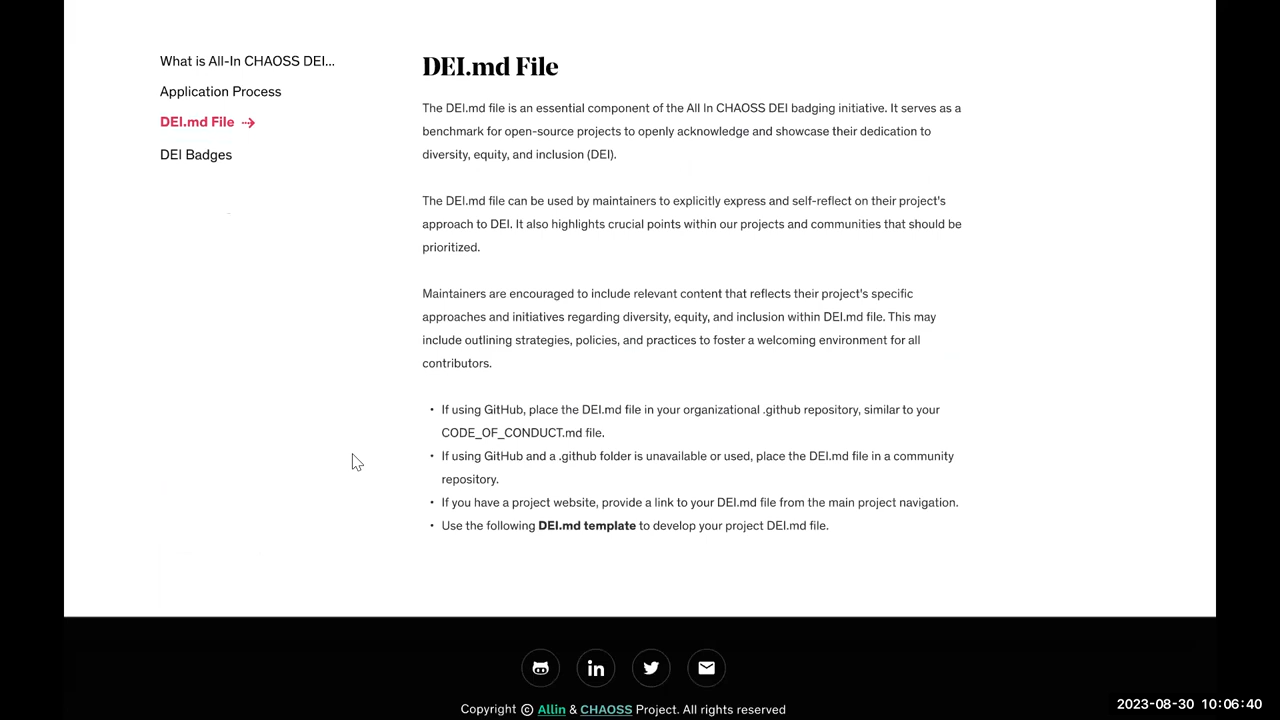 What is All-In CHAOSS DEI...
Application Process
DEI.md File
DEI Badges
DEI.md File
The DEI.md file is an essential component of the All In CHAOSS DEI badging initiative. It serves as a
benchmark for open-source projects to openly acknowledge and showcase their dedication to
diversity, equity, and inclusion (DEI).
The DEI.md file can be used by maintainers to explicitly express and self-reflect on their project's
approach to DEI. It also highlights crucial points within our projects and communities that should be
prioritized.
Maintainers are encouraged to include relevant content that reflects their project's specific
approaches and initiatives regarding diversity, equity, and inclusion within DEI.md file. This may
include outlining strategies, policies, and practices to foster a welcoming environment for all
contributors.
• If using GitHub, place the DEI.md file in your organizational .github repository, similar to your
CODE_OF_CONDUCT.md file.
• If using GitHub and a .github folder is unavailable or used, place the DEI.md file in a community
repository.
• If you have a project website, provide a link to your DEI.md file from the main project navigation.
• Use the following DEI.md template to develop your project DEI.md file.
in
Copyright © Allin & CHAOSS Project. All rights reserved
2023-08-30 10:06:40